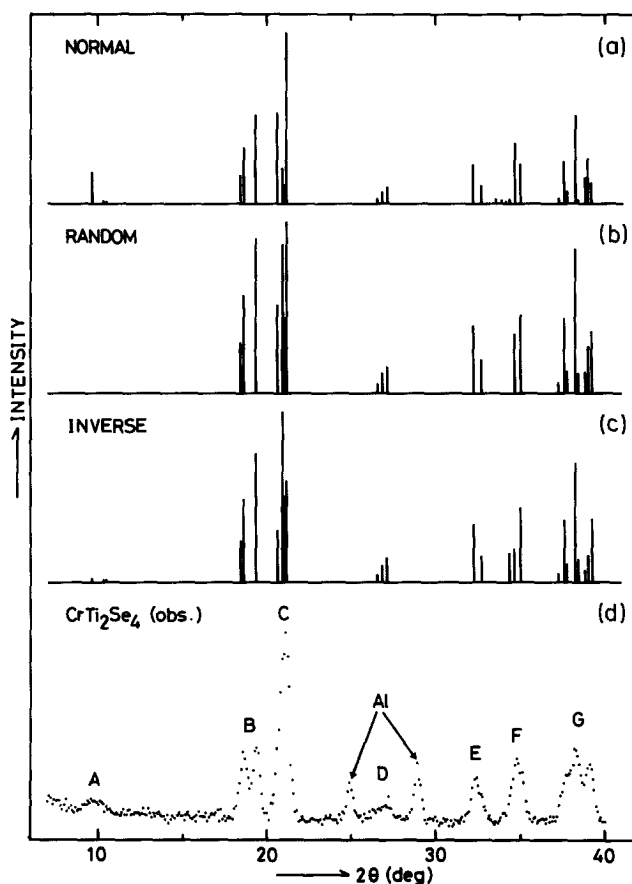 NORMAL (a)
RANDOM (b)
INVERSE (c)
CrTi₂Se₄ (obs.) (d)
A
B
C
Al
D
E
F
G
10 20 30 40
⟶ 2θ (deg)
⟶ INTENSITY